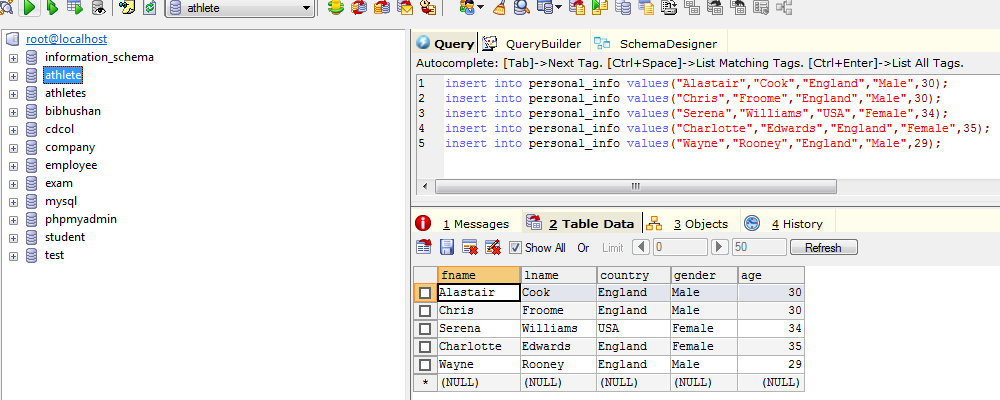 athlete
root@localhost
information_schema
athlete
athletes
bibhushan
cdcol
company
employee
exam
mysql
phpmyadmin
student
test
Query QueryBuilder SchemaDesigner
Autocomplete: [Tab]->Next Tag. [Ctrl+Space]->List Matching Tags. [Ctrl+Enter]->List All Tags.
1 insert into personal_info values("Alastair","Cook","England","Male",30);
2 insert into personal_info values("Chris","Froome","England","Male",30);
3 insert into personal_info values("Serena","Williams","USA","Female",34);
4 insert into personal_info values("Charlotte","Edwards","England","Female",35);
5 insert into personal_info values("Wayne","Rooney","England","Male",29);
1 Messages 2 Table Data 3 Objects 4 History
Show All Or Limit 0 50 Refresh
fname lname country gender age
Alastair Cook England Male 30
Chris Froome England Male 30
Serena Williams USA Female 34
Charlotte Edwards England Female 35
Wayne Rooney England Male 29
* (NULL) (NULL) (NULL) (NULL) (NULL)